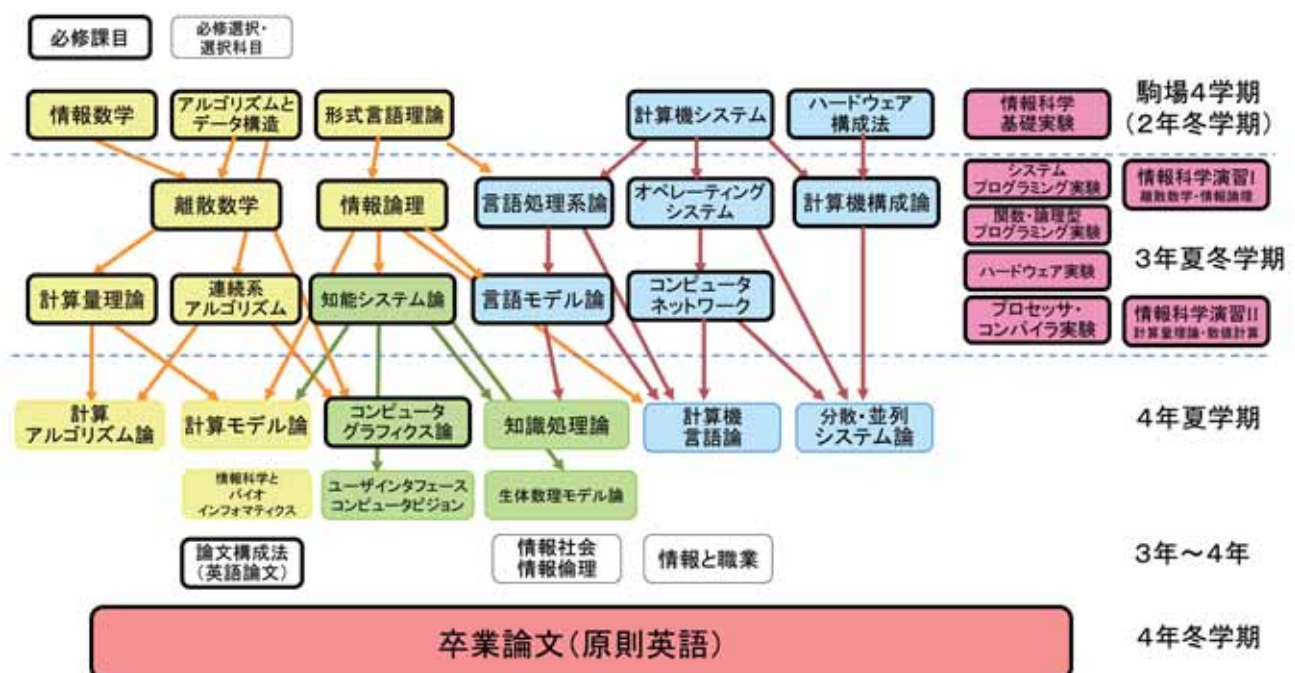 必修課目
必修選択・
選択科目
情報数学
アルゴリズムと
データ構造
形式言語理論
計算機システム
ハードウェア
構成法
情報科学
基礎実験
駒場4学期
(2年冬学期)
離散数学
情報論理
言語処理系論
オペレーティング
システム
計算機構成論
システム
プログラミング実験
情報科学演習I
離散数学・情報論理
関数・論理型
プログラミング実験
3年夏冬学期
計算量理論
連続系
アルゴリズム
知能システム論
言語モデル論
コンピュータ
ネットワーク
ハードウェア実験
プロセッサ・
コンパイラ実験
情報科学演習II
計算量理論・数値計算
計算
アルゴリズム論
計算モデル論
コンピュータ
グラフィクス論
知識処理論
計算機
言語論
分散・並列
システム論
4年夏学期
情報科学と
バイオ
インフォマティクス
ユーザインタフェース
コンピュータビジョン
生体数理モデル論
論文構成法
(英語論文)
情報社会
情報倫理
情報と職業
3年〜4年
卒業論文(原則英語)
4年冬学期